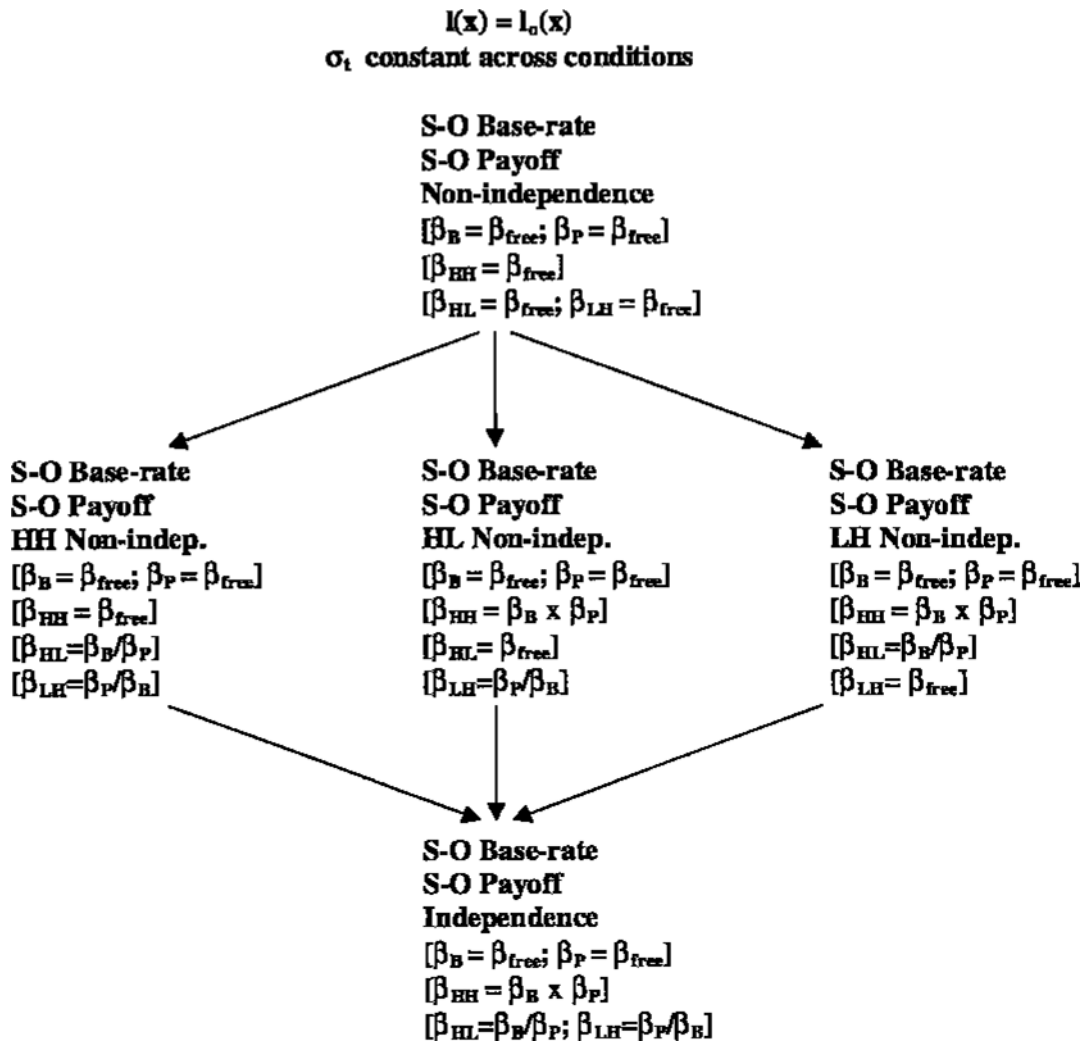 l(x) = lₒ(x)
σₜ constant across conditions
S-O Base-rate
S-O Payoff
Non-independence
[β_B = β_free; β_P = β_free]
[β_HH = β_free]
[β_HL = β_free; β_LH = β_free]
S-O Base-rate
S-O Payoff
HH Non-indep.
[β_B = β_free; β_P = β_free]
[β_HH = β_free]
[β_HL=β_B/β_P]
[β_LH=β_P/β_B]
S-O Base-rate
S-O Payoff
HL Non-indep.
[β_B = β_free; β_P = β_free]
[β_HH = β_B x β_P]
[β_HL= β_free]
[β_LH=β_P/β_B]
S-O Base-rate
S-O Payoff
LH Non-indep.
[β_B = β_free; β_P = β_free]
[β_HH = β_B x β_P]
[β_HL=β_B/β_P]
[β_LH= β_free]
S-O Base-rate
S-O Payoff
Independence
[β_B = β_free; β_P = β_free]
[β_HH = β_B x β_P]
[β_HL=β_B/β_P; β_LH=β_P/β_B]